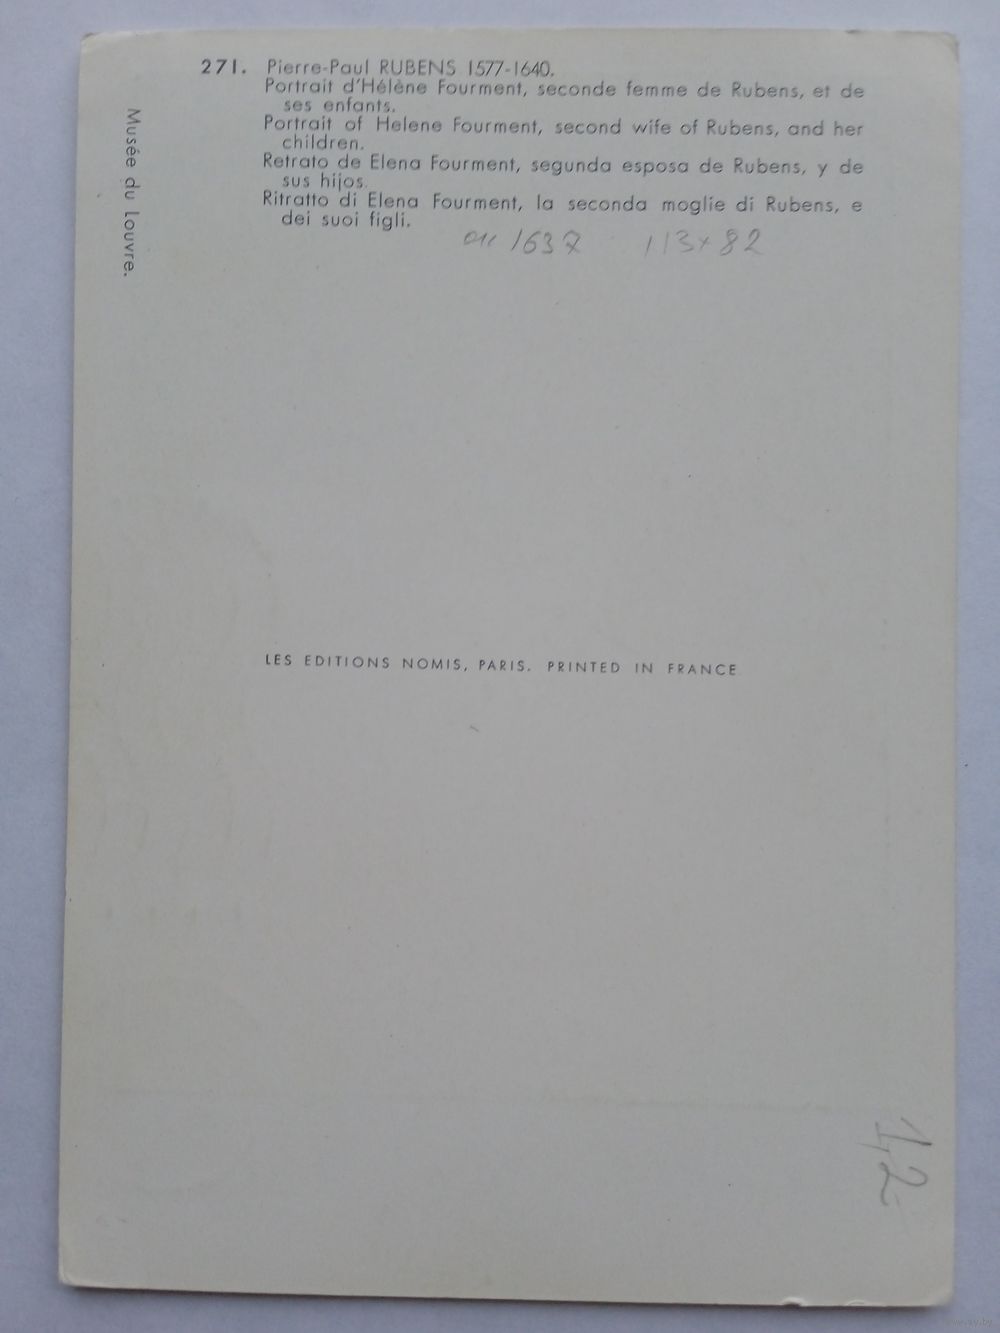 271. Pierre-Paul RUBENS 1577-1640.
Portrait d'Hélène Fourment, seconde femme de Rubens, et de
ses enfants.
Portrait of Helene Fourment, second wife of Rubens, and her
children.
Retrato de Elena Fourment, segunda esposa de Rubens, y de
sus hijos.
Ritratto di Elena Fourment, la seconda moglie di Rubens, e
dei suoi figli.
1637 113x82
Musée du Louvre.
LES EDITIONS NOMIS, PARIS. PRINTED IN FRANCE